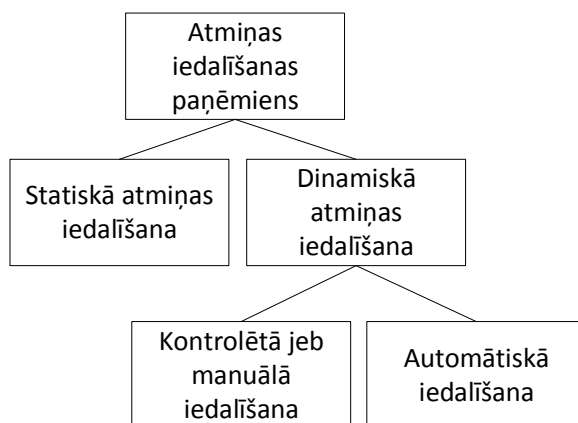 Atmiņas
iedalīšanas
paņēmiens
Statiskā atmiņas
iedalīšana
Dinamiskā
atmiņas
iedalīšana
Kontrolētā jeb
manuālā
iedalīšana
Automātiskā
iedalīšana